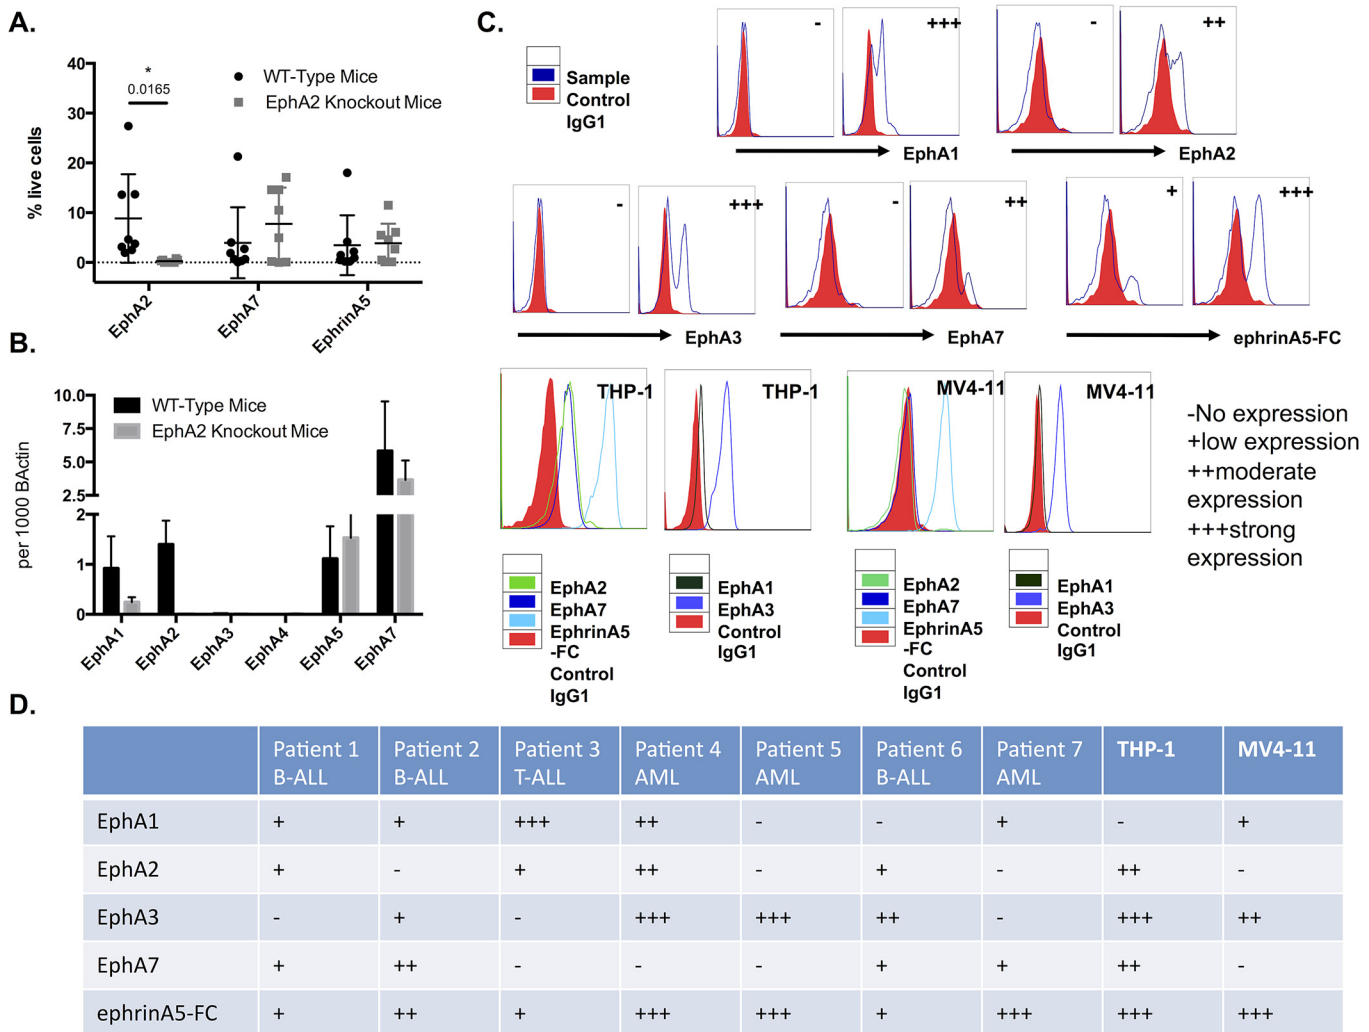 A.
40
30
20
10
0
% live cells
*
0.0165
WT-Type Mice
EphA2 Knockout Mice
EphA2
EphA7
EphrinA5
B.
10.0
7.5
5.0
2.5
2
1
0
per 1000 BActin
WT-Type Mice
EphA2 Knockout Mice
EphA1
EphA2
EphA3
EphA4
EphA5
EphA7
C.
Sample
Control
IgG1
-
+++
EphA1
-
++
EphA2
-
+++
EphA3
-
++
EphA7
+
+++
ephrinA5-FC
THP-1
THP-1
MV4-11
MV4-11
EphA2
EphA7
EphrinA5
-FC
Control
IgG1
EphA1
EphA3
Control
IgG1
EphA2
EphA7
EphrinA5
-FC
Control
IgG1
EphA1
EphA3
Control
IgG1
-No expression
+low expression
++moderate
expression
+++strong
expression
D.
Patient 1 Patient 2 Patient 3 Patient 4 Patient 5 Patient 6 Patient 7 THP-1 MV4-11
B-ALL B-ALL T-ALL AML AML B-ALL AML
EphA1 + + +++ ++ - - + - +
EphA2 + - + ++ - + - ++ -
EphA3 - + - +++ +++ ++ - +++ ++
EphA7 + ++ - - - + + ++ -
ephrinA5-FC + ++ + +++ +++ + +++ +++ +++